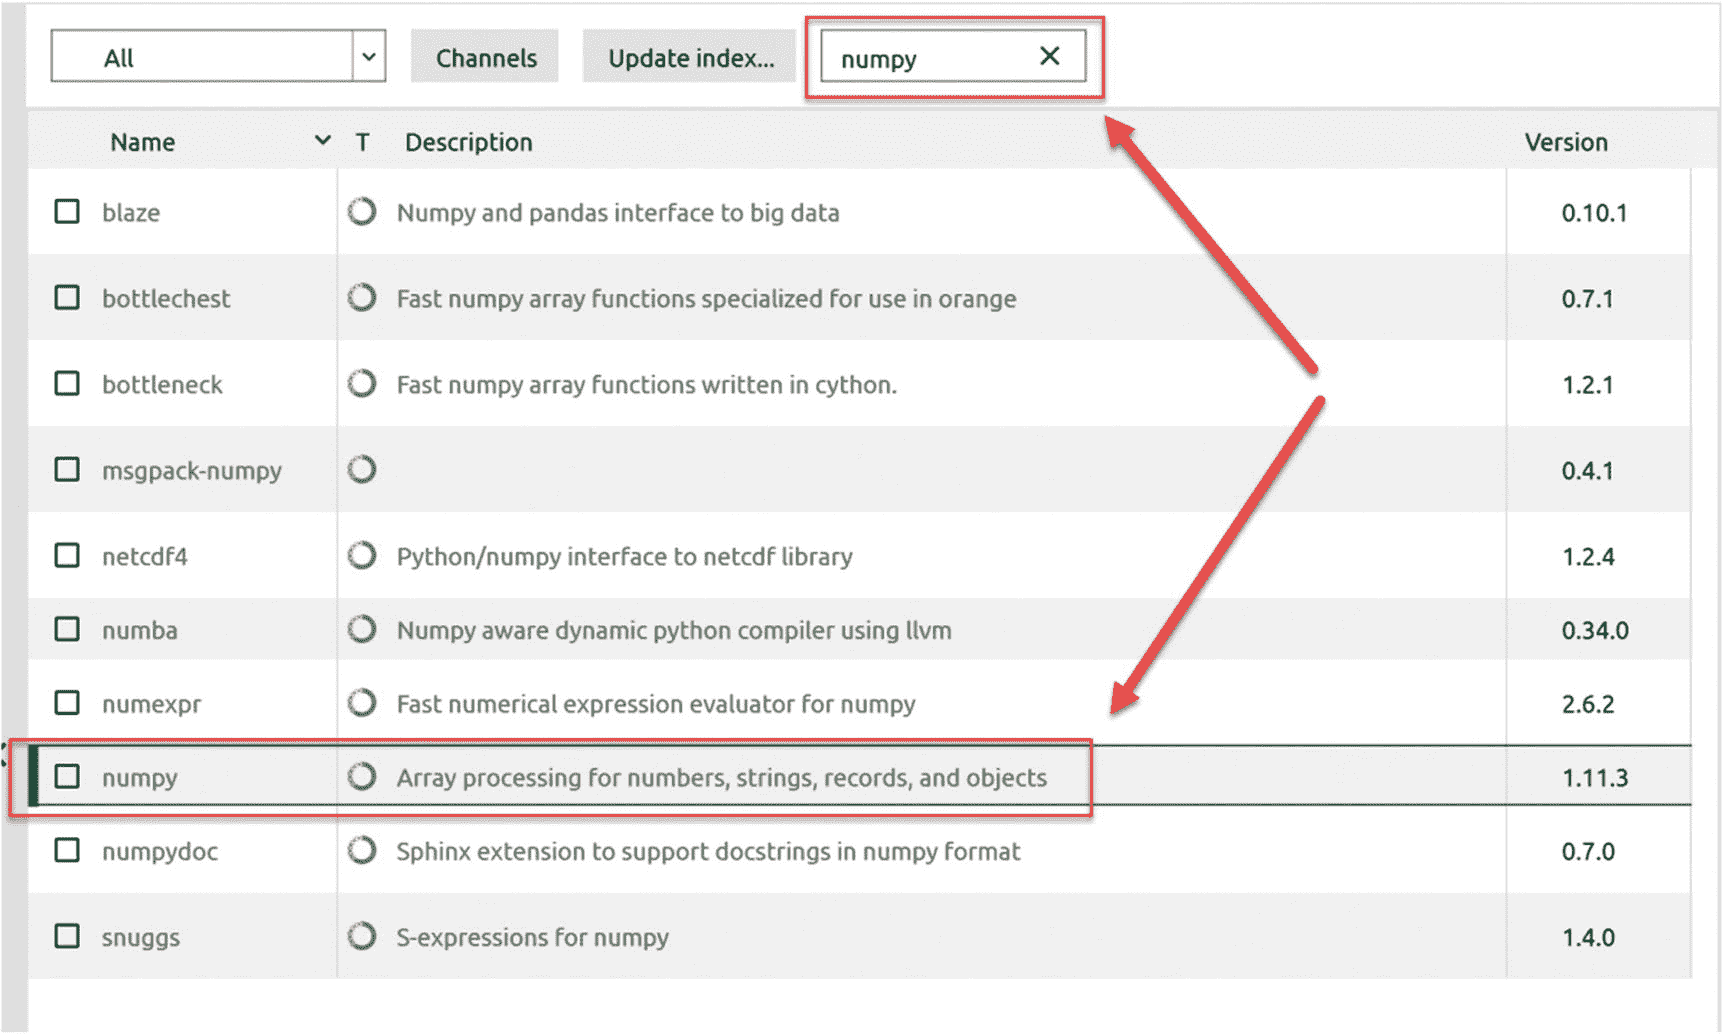 All Channels Update index... numpy
Name T Description Version
blaze Numpy and pandas interface to big data 0.10.1
bottlechest Fast numpy array functions specialized for use in orange 0.7.1
bottleneck Fast numpy array functions written in cython. 1.2.1
msgpack-numpy 0.4.1
netcdf4 Python/numpy interface to netcdf library 1.2.4
numba Numpy aware dynamic python compiler using llvm 0.34.0
numexpr Fast numerical expression evaluator for numpy 2.6.2
numpy Array processing for numbers, strings, records, and objects 1.11.3
numpydoc Sphinx extension to support docstrings in numpy format 0.7.0
snuggs S-expressions for numpy 1.4.0